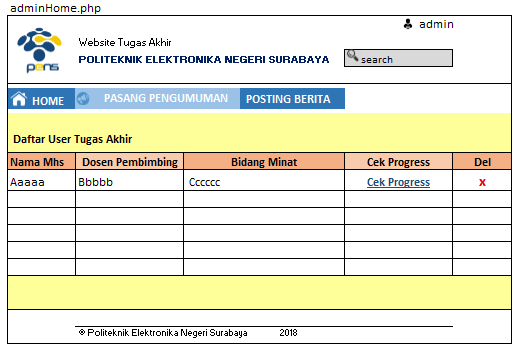 adminHome.php
admin
Website Tugas Akhir
POLITEKNIK ELEKTRONIKA NEGERI SURABAYA
search
pens
HOME PASANG PENGUMUMAN POSTING BERITA
Daftar User Tugas Akhir
Nama Mhs Dosen Pembimbing Bidang Minat Cek Progress Del
Aaaaa Bbbbb Cccccc Cek Progress x
® Politeknik Elektronika Negeri Surabaya 2018